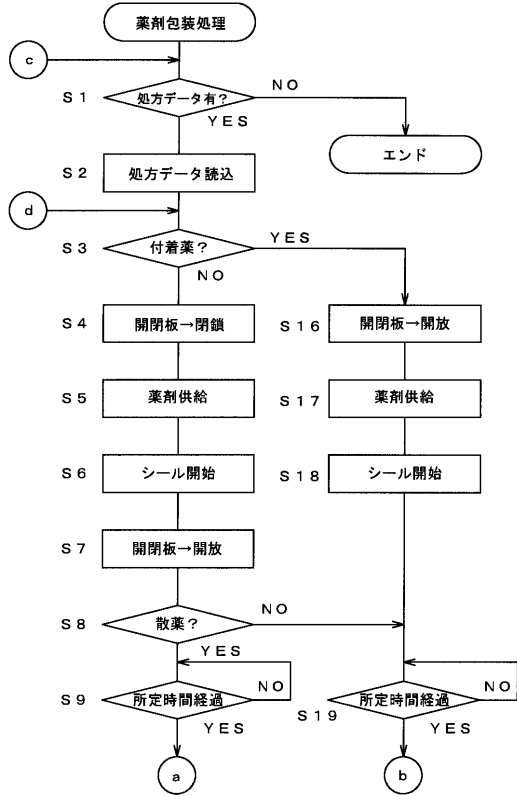 薬剤包装処理
c
S1
処方データ有?
NO
YES
エンド
S2
処方データ読込
d
S3
付着薬?
YES
NO
S4
開閉板→閉鎖
S16
開閉板→開放
S5
薬剤供給
S17
薬剤供給
S6
シール開始
S18
シール開始
S7
開閉板→開放
S8
散薬?
NO
YES
S9
所定時間経過
NO
YES
S19
所定時間経過
NO
YES
a
b